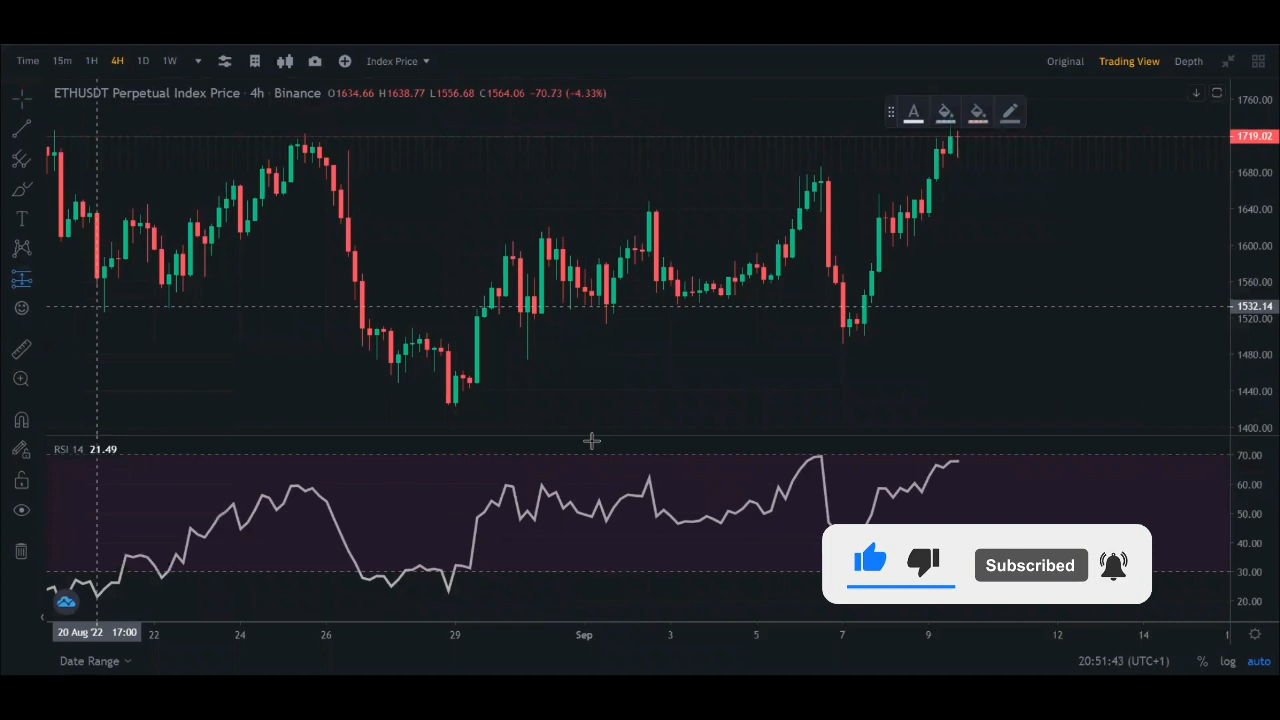 Time 15m 1H 4H 1D 1W Index Price Original Trading View Depth
ETHUSDT Perpetual Index Price · 4h · Binance O1634.66 H1638.77 L1556.68 C1564.06 -70.73 (-4.33%)
A
T
1760.00
1719.02
1680.00
1640.00
1600.00
1560.00
1532.14
1520.00
1480.00
1440.00
1400.00
RSI 14 21.49
70.00
60.00
50.00
40.00
30.00
20.00
Subscribed
20 Aug '22 17:00 22 24 26 29 Sep 3 5 7 9 12 14 1
Date Range 20:51:43 (UTC+1) % log auto